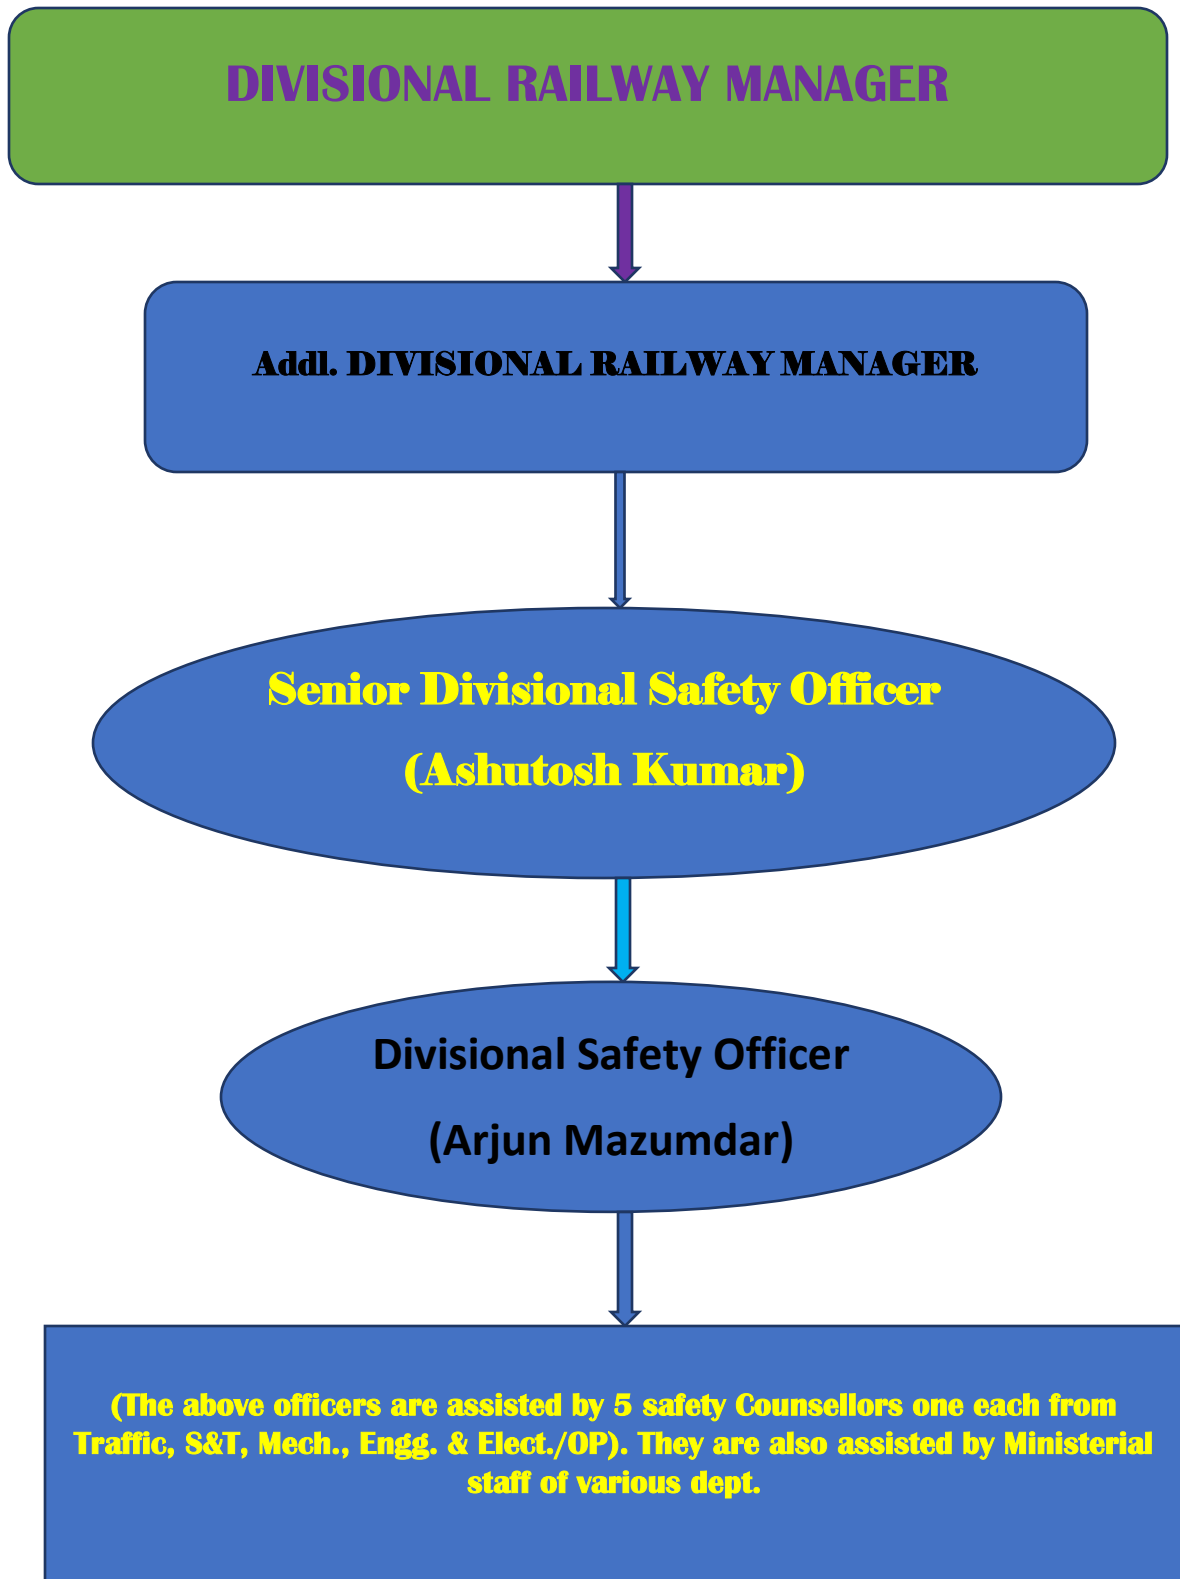 DIVISIONAL RAILWAY MANAGER
Addl. DIVISIONAL RAILWAY MANAGER
Senior Divisional Safety Officer
(Ashutosh Kumar)
Divisional Safety Officer
(Arjun Mazumdar)
(The above officers are assisted by 5 safety Counsellors one each from
Traffic, S&T, Mech., Engg. & Elect./OP). They are also assisted by Ministerial
staff of various dept.